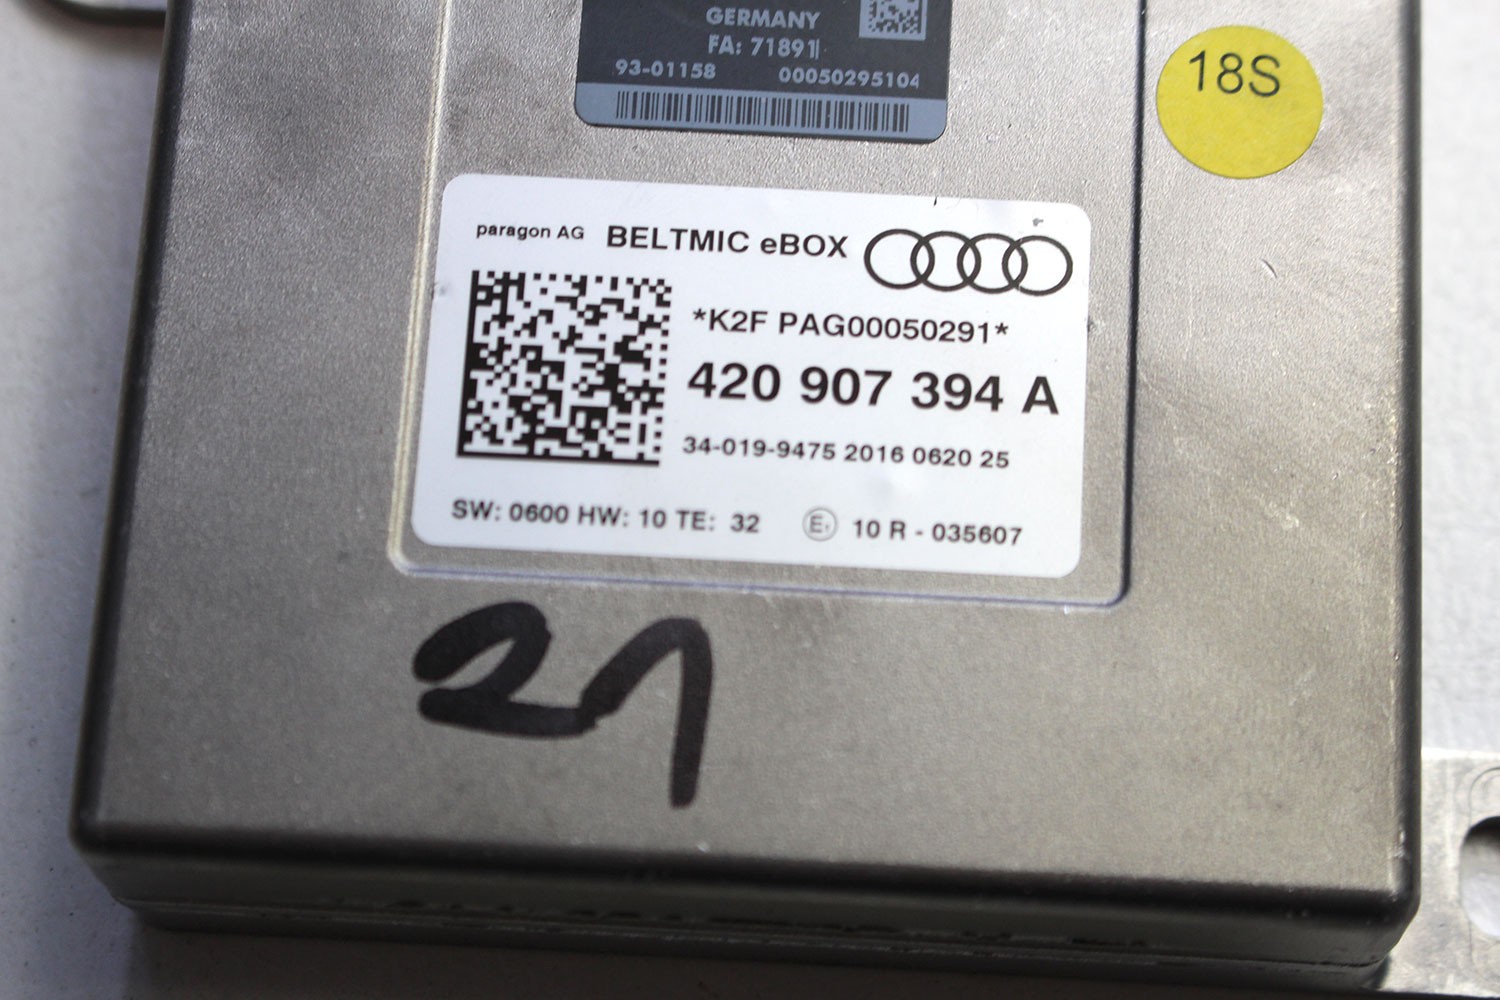 GERMANY
FA: 71891
93-01158 00050295104
18S
paragon AG BELTMIC eBOX
*K2F PAG00050291*
420 907 394 A
34-019-9475 2016 0620 25
SW: 0600 HW: 10 TE: 32 E1 10 R - 035607
21